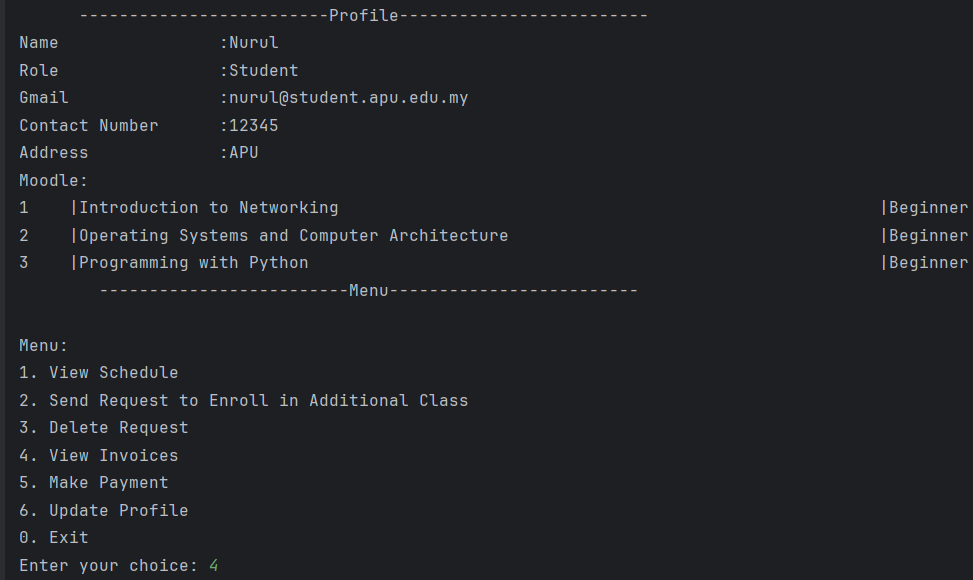 -------------------------Profile-------------------------
Name                :Nurul
Role                :Student
Gmail               :nurul@student.apu.edu.my
Contact Number      :12345
Address             :APU
Moodle:
1    |Introduction to Networking                                                      |Beginner
2    |Operating Systems and Computer Architecture                                     |Beginner
3    |Programming with Python                                                         |Beginner
-------------------------Menu-------------------------
Menu:
1. View Schedule
2. Send Request to Enroll in Additional Class
3. Delete Request
4. View Invoices
5. Make Payment
6. Update Profile
0. Exit
Enter your choice: 4